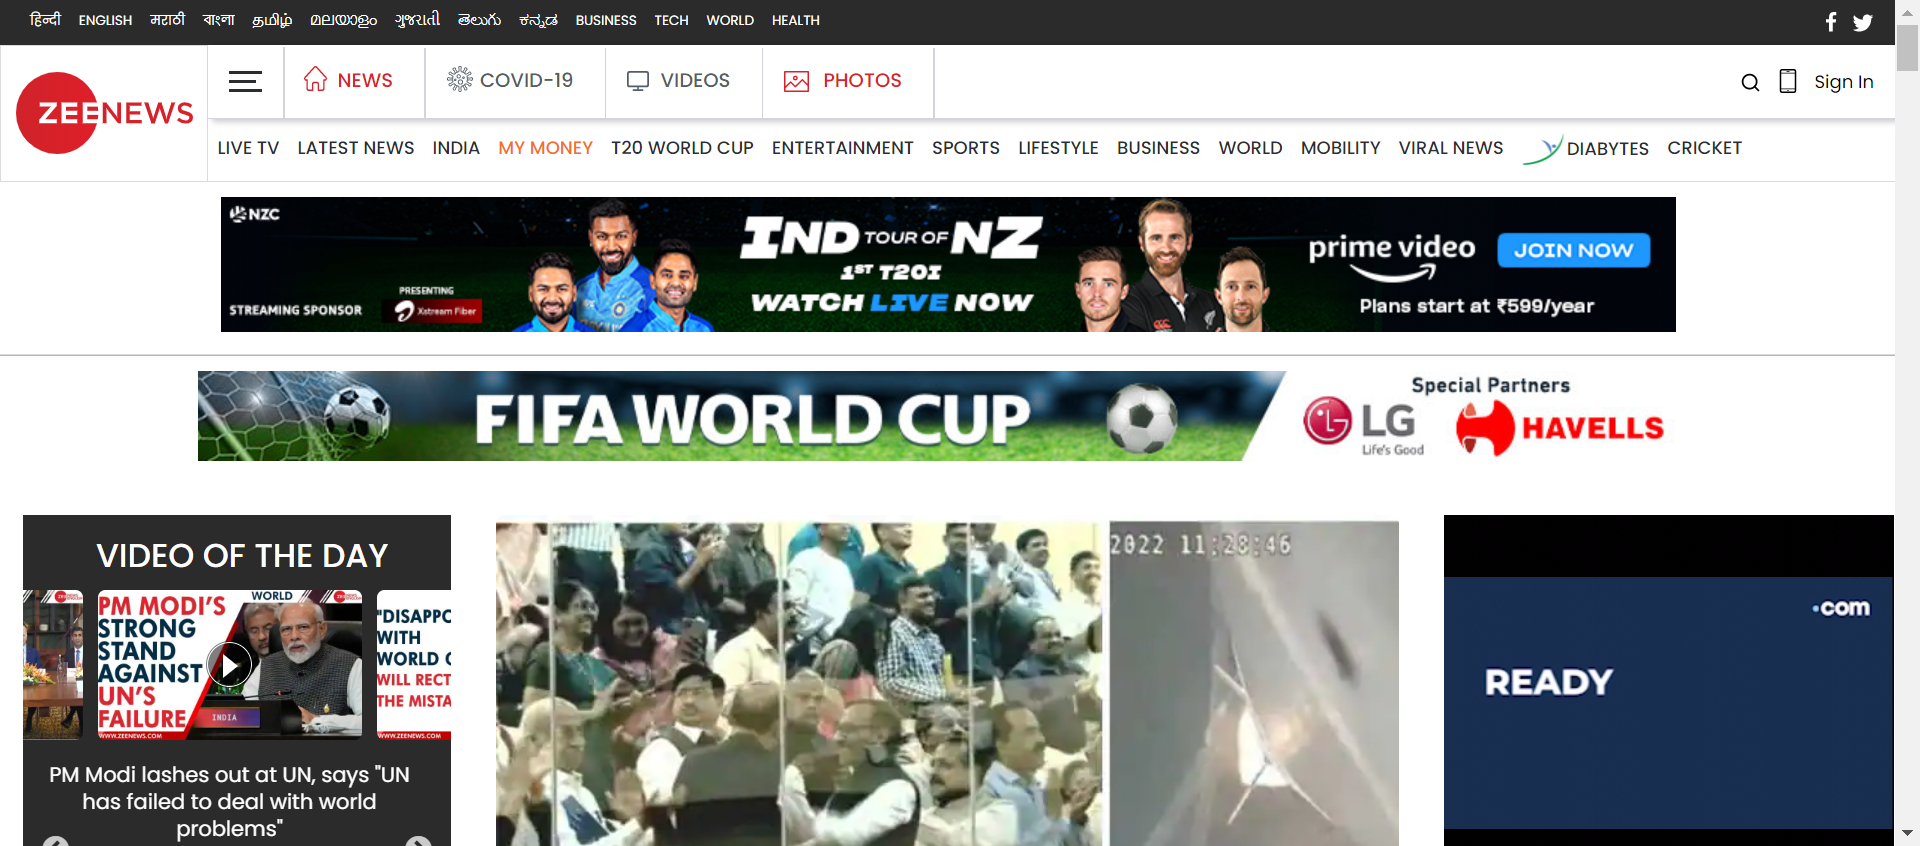 हिन्दी ENGLISH मराठी বাংলা தமிழ் മലയാളം ગુજરાતી తెలుగు ಕನ್ನಡ BUSINESS TECH WORLD HEALTH
ZEENEWS
NEWS COVID-19 VIDEOS PHOTOS Sign In
LIVE TV LATEST NEWS INDIA MY MONEY T20 WORLD CUP ENTERTAINMENT SPORTS LIFESTYLE BUSINESS WORLD MOBILITY VIRAL NEWS DIABYTES CRICKET
NZC
STREAMING SPONSOR
PRESENTING
Xstream Fiber
IND TOUR OF NZ
1ST T20I
WATCH LIVE NOW
prime video JOIN NOW
Plans start at ₹599/year
FIFA WORLD CUP
Special Partners
LG
Life's Good
HAVELLS
VIDEO OF THE DAY
WORLD
PM MODI'S
STRONG
STAND
AGAINST
UN'S
FAILURE
INDIA
WWW.ZEENEWS.COM
"DISAPPO
WITH
WORLD
WILL RECT
THE MISTA
WWW.ZEENEWS.COM
PM Modi lashes out at UN, says "UN
has failed to deal with world
problems"
2022 11:28:46
.com
READY